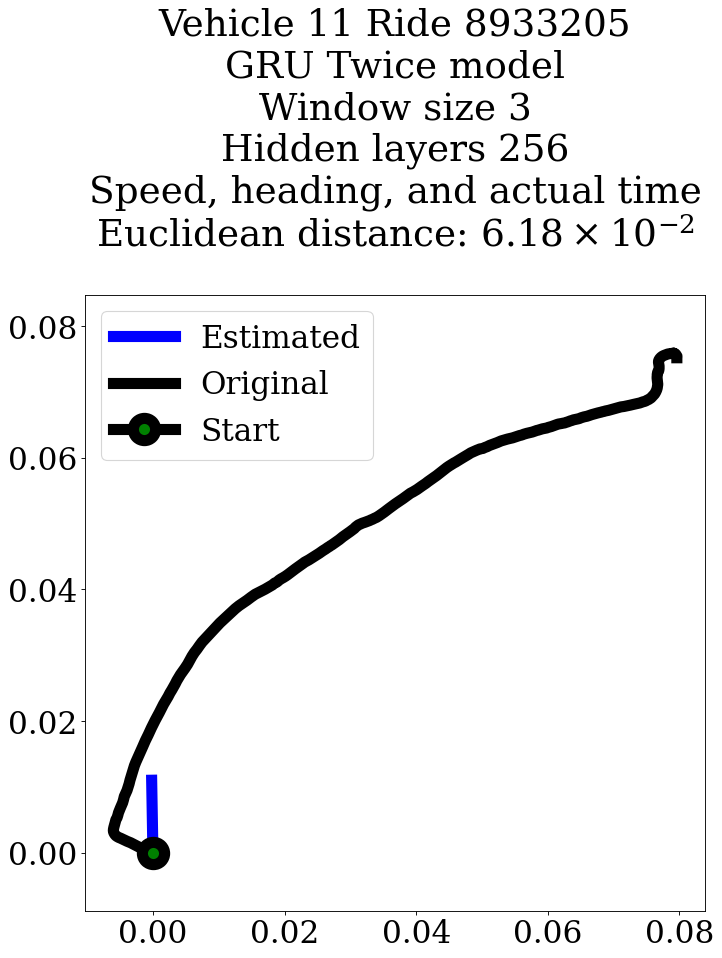 Vehicle 11 Ride 8933205
GRU Twice model
Window size 3
Hidden layers 256
Speed, heading, and actual time
Euclidean distance: 6.18 × 10⁻²
Estimated
Original
Start
0.08
0.06
0.04
0.02
0.00
0.00 0.02 0.04 0.06 0.08